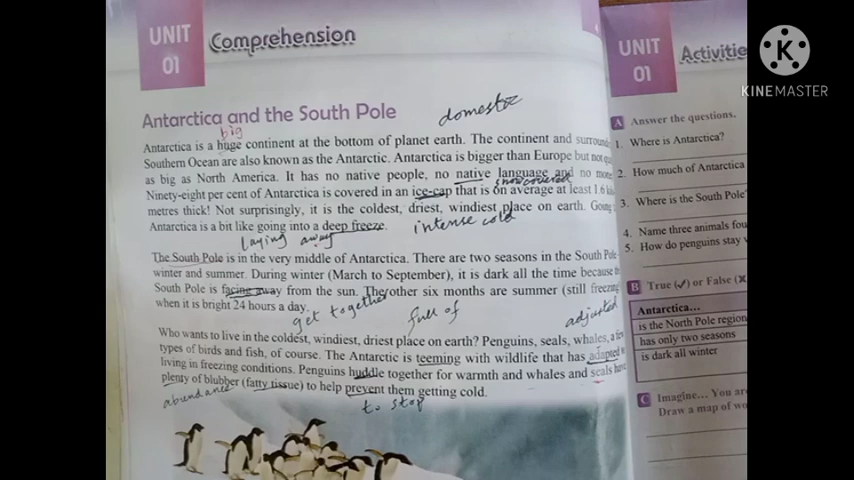 UNIT
01
Comprehension
Antarctica and the South Pole
domestic
big
Antarctica is a huge continent at the bottom of planet earth. The continent and
Southern Ocean are also known as the Antarctic. Antarctica is bigger than Europe but not
as big as North America. It has no native people, no native language and no
snow covered
Ninety-eight per cent of Antarctica is covered in an ice-cap that is on average at least 1.6
metres thick! Not surprisingly, it is the coldest, driest, windiest place on earth. Going
Antarctica is a bit like going into a deep freeze.
intense cold
laying away
The South Pole is in the very middle of Antarctica. There are two seasons in the South Pole
winter and summer. During winter (March to September), it is dark all the time because
South Pole is facing away from the sun. The other six months are summer (still freezing
when it is bright 24 hours a day.
get together
full of
adjusted
Who wants to live in the coldest, windiest, driest place on earth? Penguins, seals, whales, a few
types of birds and fish, of course. The Antarctic is teeming with wildlife that has adapted
living in freezing conditions. Penguins huddle together for warmth and whales and seals have
plenty of blubber (fatty tissue) to help prevent them getting cold.
abundance
to stop
UNIT
01
Activitie
A Answer the questions.
1. Where is Antarctica?
2. How much of Antarctica
3. Where is the South Pole
4. Name three animals fou
5. How do penguins stay
B True (✓) or False (✗
Antarctica...
is the North Pole region
has only two seasons
is dark all winter
C Imagine... You are
Draw a map of
K
KINEMASTER